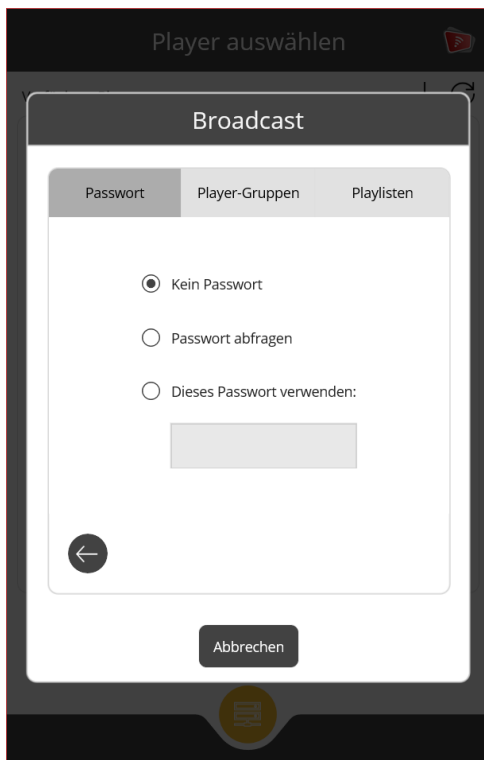 Player auswählen
Broadcast
Passwort
Player-Gruppen
Playlisten
Kein Passwort
Passwort abfragen
Dieses Passwort verwenden:
Abbrechen